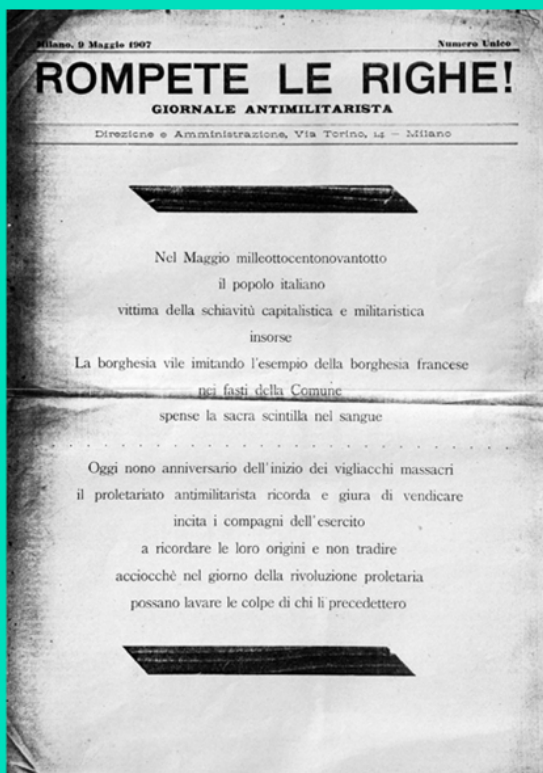 Milano, 9 Maggio 1907 Numero Unico
ROMPETE LE RIGHE!
GIORNALE ANTIMILITARISTA
Direzione e Amministrazione, Via Torino, 14 — Milano
Nel Maggio milleottocentonovantotto
il popolo italiano
vittima della schiavitù capitalistica e militaristica
insorse
La borghesia vile imitando l'esempio della borghesia francese
nei fasti della Comune
spense la sacra scintilla nel sangue
Oggi nono anniversario dell'inizio dei vigliacchi massacri
il proletariato antimilitarista ricorda e giura di vendicare
incita i compagni dell'esercito
a ricordare le loro origini e non tradire
acciocchè nel giorno della rivoluzione proletaria
possano lavare le colpe di chi li precedettero